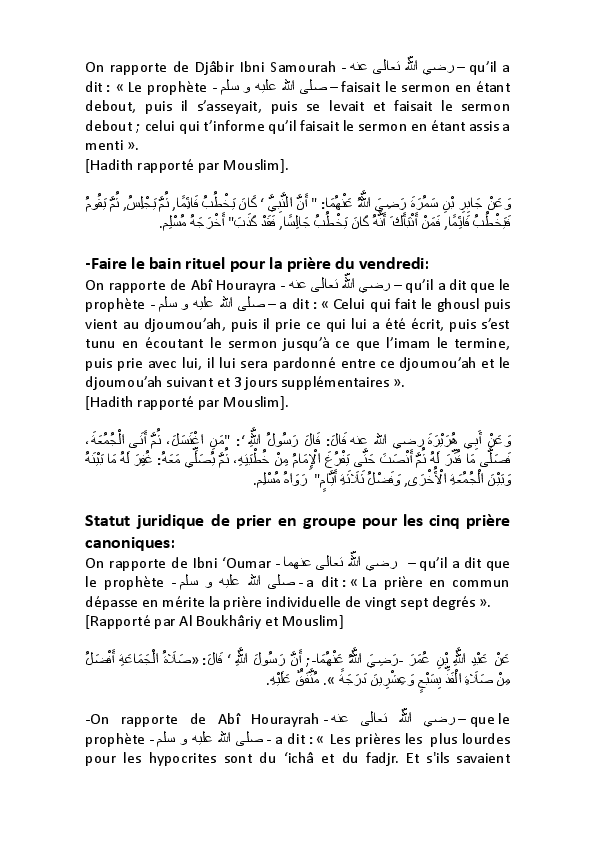 On rapporte de Djâbir Ibni Samourah - رضي الله تعالى عنه – qu’il a
dit : « Le prophète - صلى الله عليه و سلم – faisait le sermon en étant
debout, puis il s’asseyait, puis se levait et faisait le sermon
debout ; celui qui t’informe qu’il faisait le sermon en étant assis a
menti ».
[Hadith rapporté par Mouslim].
وَعَنْ جَابِرِ بْنِ سَمُرَةَ رَضِيَ اللَّهُ عَنْهُمَا: " أَنَّ النَّبِيَّ ‘ كَانَ يَخْطُبُ قَائِمًا, ثُمَّ يَجْلِسُ, ثُمَّ يَقُومُ
فَيَخْطُبُ قَائِمًا, فَمَنْ أَنْبَأَكَ أَنَّهُ كَانَ يَخْطُبُ جَالِسًا, فَقَدْ كَذَبَ" أَخْرَجَهُ مُسْلِم.
-Faire le bain rituel pour la prière du vendredi:
On rapporte de Abî Hourayra - رضي الله تعالى عنه – qu’il a dit que le
prophète - صلى الله عليه و سلم – a dit : « Celui qui fait le ghousl puis
vient au djoumou’ah, puis il prie ce qui lui a été écrit, puis s’est
tunu en écoutant le sermon jusqu’à ce que l’imam le termine,
puis prie avec lui, il lui sera pardonné entre ce djoumou’ah et le
djoumou’ah suivant et 3 jours supplémentaires ».
[Hadith rapporté par Mouslim].
وَعَنْ أَبِي هُرَيْرَةَ رضي الله عنه قَالَ: قَالَ رَسُولُ اللَّهِ ‘: "مَنِ اغْتَسَلَ, ثُمَّ أَتَى الْجُمُعَةَ,
فَصَلَّى مَا قُدِّرَ لَهُ ثُمَّ أَنْصَتَ حَتَّى يَفْرُغَ الْإِمَامُ مِنْ خُطْبَتِهِ, ثُمَّ يُصَلِّي مَعَهُ: غُفِرَ لَهُ مَا بَيْنَهُ
وَبَيْنَ الْجُمُعَةِ الْأُخْرَى, وَفَضْلُ ثَلَاثَةِ أَيَّامٍ" رَوَاهُ مُسْلِم.
Statut juridique de prier en groupe pour les cinq prière
canoniques:
On rapporte de Ibni ‘Oumar - رضي الله تعالى عنهما – qu’il a dit que
le prophète - صلى الله عليه و سلم - a dit : « La prière en commun
dépasse en mérite la prière individuelle de vingt sept degrés ».
[Rapporté par Al Boukhâriy et Mouslim]
عَنْ عَبْدِ اللَّهِ بْنِ عُمَرَ -رَضِيَ اللَّهُ عَنْهُمَا-; أَنَّ رَسُولَ اللَّهِ ‘ قَالَ: «صَلَاةُ الْجَمَاعَةِ أَفْضَلُ
مِنْ صَلَاةِ الْفَذِّ بِسَبْعٍ وَعِشْرِينَ دَرَجَةً ». مُتَّفَقٌ عَلَيْهِ.
-On rapporte de Abî Hourayrah - رضي الله تعالى عنه – que le
prophète - صلى الله عليه و سلم - a dit : « Les prières les plus lourdes
pour les hypocrites sont du ‘ichâ et du fadjr. Et s'ils savaient